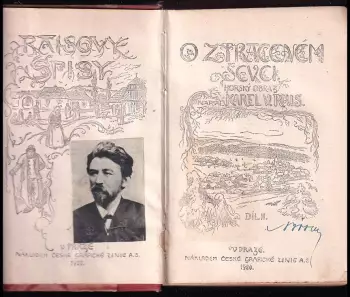 RAISOVY
SPISY
V PRAZE
NÁKLADEM ČESKÉ GRAFICKÉ UNIE A.S.
1920.
O ZTRACENÉM
ŠEVCI.
HORSKÝ OBRAZ
NAPSAL KAREL V. RAIS.
DÍL II.
V PRAZE.
NÁKLADEM ČESKÉ GRAFICKÉ UNIE A.S.
1920.